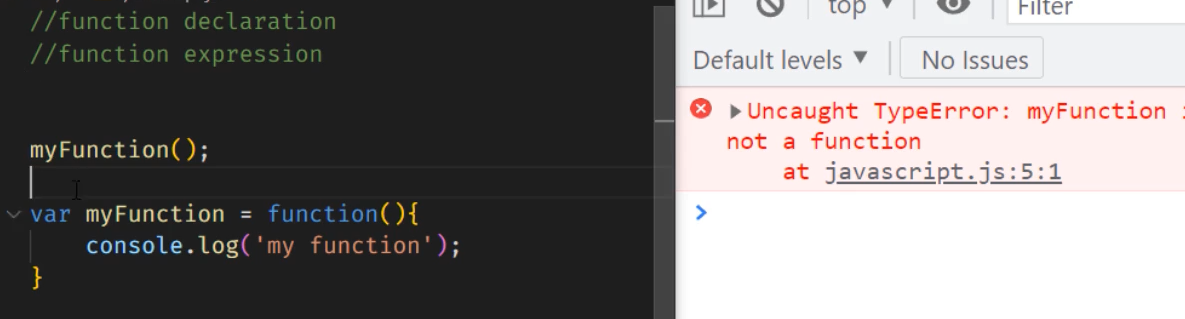 //function declaration
//function expression
myFunction();
var myFunction = function(){
console.log('my function');
}
top
Filter
Default levels
No Issues
Uncaught TypeError: myFunction
not a function
at javascript.js:5:1